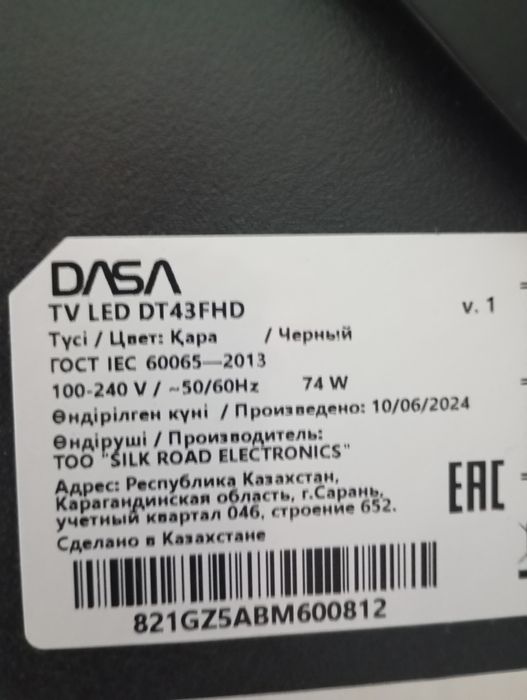 DASA
TV LED DT43FHD v. 1
Түсі / Цвет: Қара / Черный
ГОСТ IEC 60065—2013
100-240 V / ~50/60Hz 74 W
Өндірілген күні / Произведено: 10/06/2024
Өндіруші / Производитель:
ТОО "SILK ROAD ELECTRONICS"
Адрес: Республика Казахстан,
Карагандинская область, г.Сарань,
учетный квартал 046, строение 652.
Сделано в Казахстане
EAC
821GZ5ABM600812